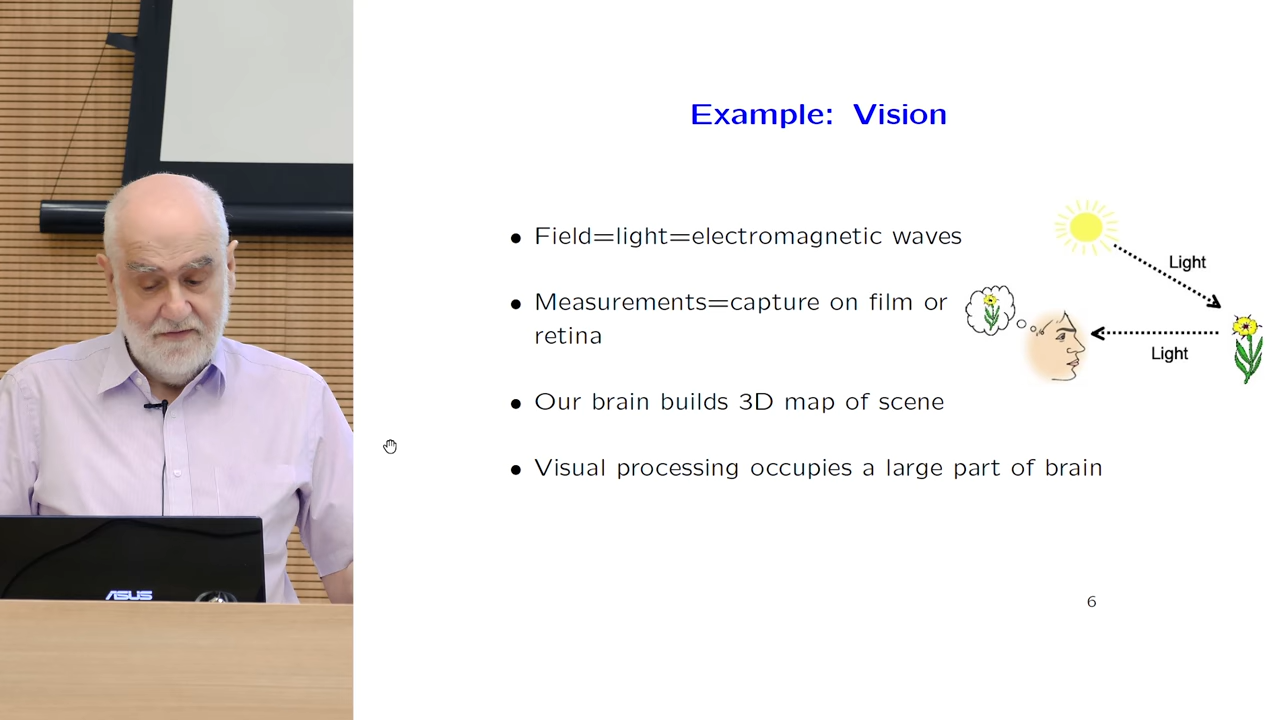 Example: Vision
• Field=light=electromagnetic waves
Light
• Measurements=capture on film or
retina
Light
• Our brain builds 3D map of scene
• Visual processing occupies a large part of brain
ASUS
6